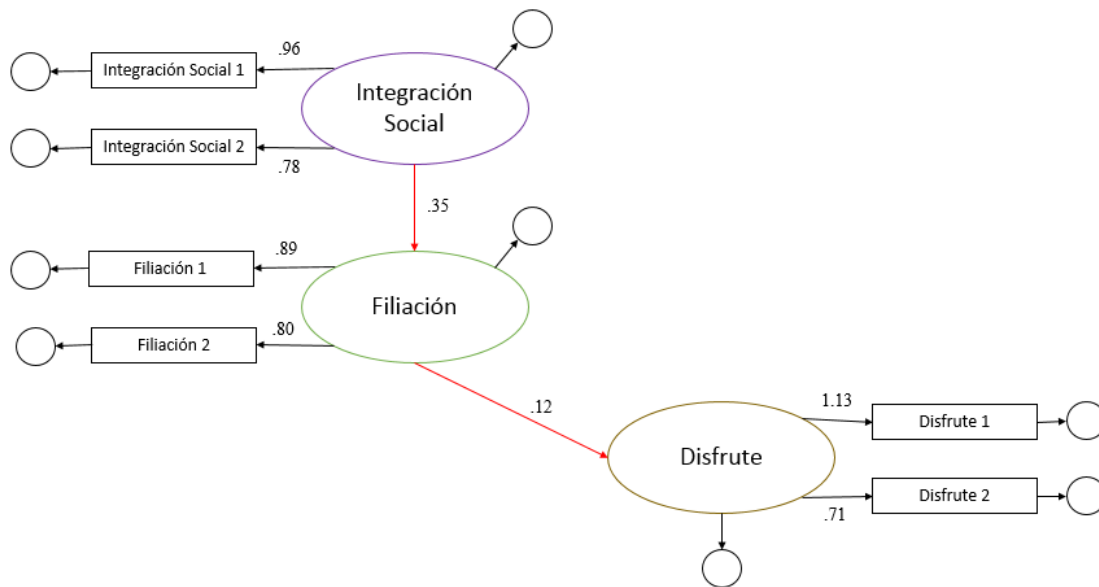 .96
Integración Social 1
Integración
Social
Integración Social 2
.78
.35
.89
Filiación 1
Filiación
.80
Filiación 2
.12
1.13
Disfrute 1
Disfrute
Disfrute 2
.71